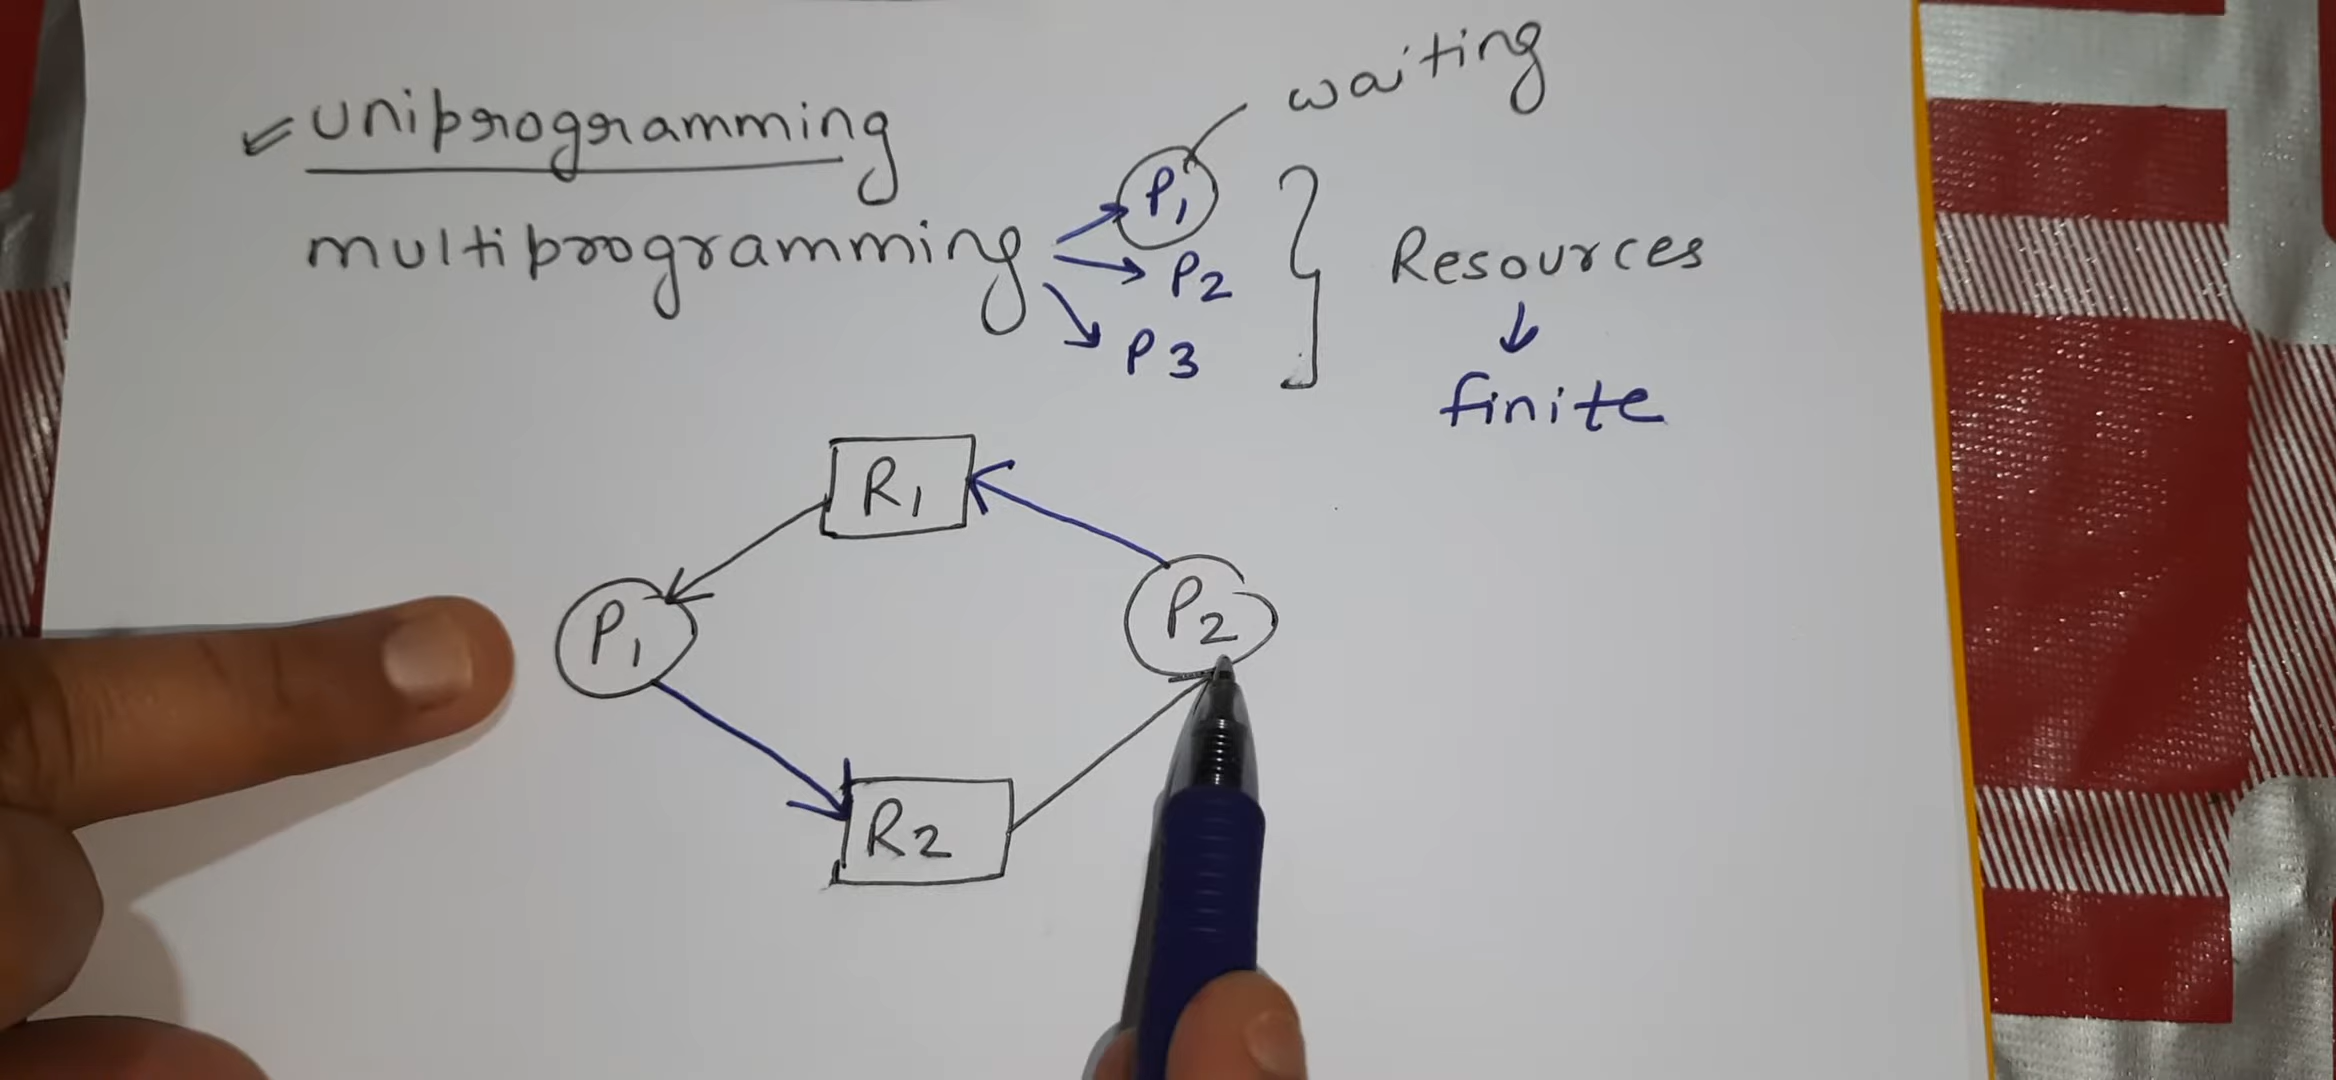 waiting
uniprogramming
multiprogramming
P1
P2
P3
Resources
finite
R1
P1
P2
R2